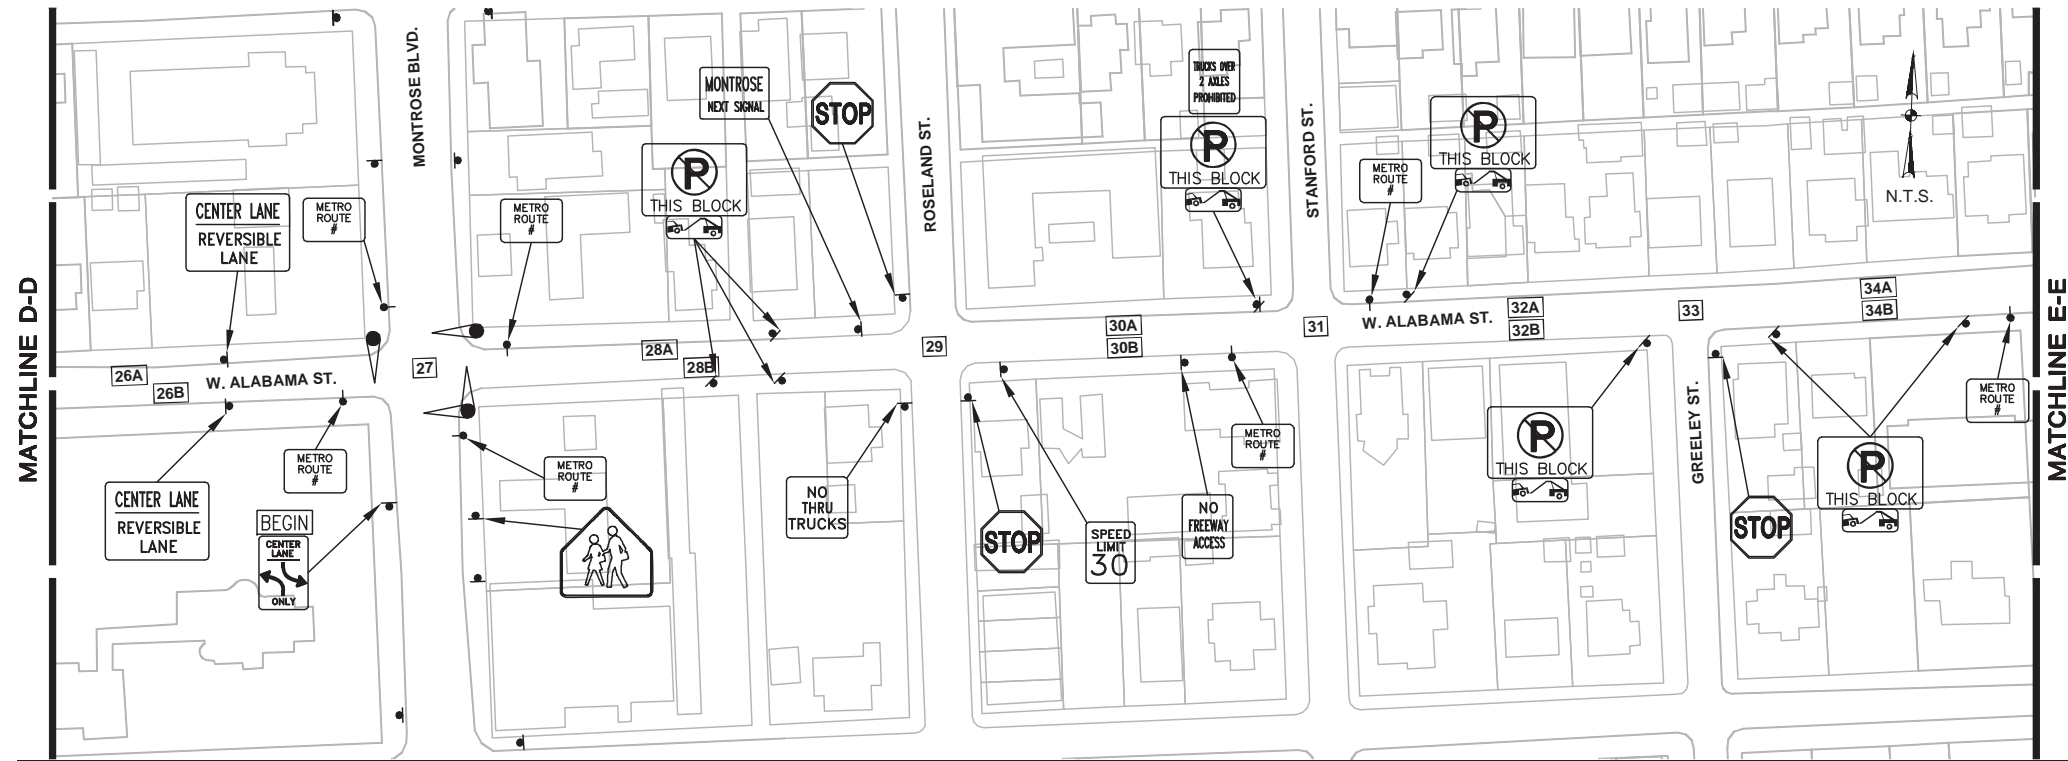 MATCHLINE D-D
MONTROSE BLVD.
CENTER LANE
REVERSIBLE
LANE
METRO
ROUTE
#
26A
26B
W. ALABAMA ST.
CENTER LANE
REVERSIBLE
LANE
METRO
ROUTE
#
BEGIN
CENTER
LANE
ONLY
27
METRO
ROUTE
#
P
THIS BLOCK
MONTROSE
NEXT SIGNAL
STOP
28A
28B
METRO
ROUTE
#
NO
THRU
TRUCKS
ROSELAND ST.
29
TRUCKS OVER
2 AXLES
PROHIBITED
P
THIS BLOCK
30A
30B
STOP
SPEED
LIMIT
30
NO
FREEWAY
ACCESS
METRO
ROUTE
#
STANFORD ST.
31
METRO
ROUTE
#
P
THIS BLOCK
W. ALABAMA ST.
32A
32B
P
THIS BLOCK
GREELEY ST.
33
34A
34B
STOP
P
THIS BLOCK
METRO
ROUTE
#
N.T.S.
MATCHLINE E-E